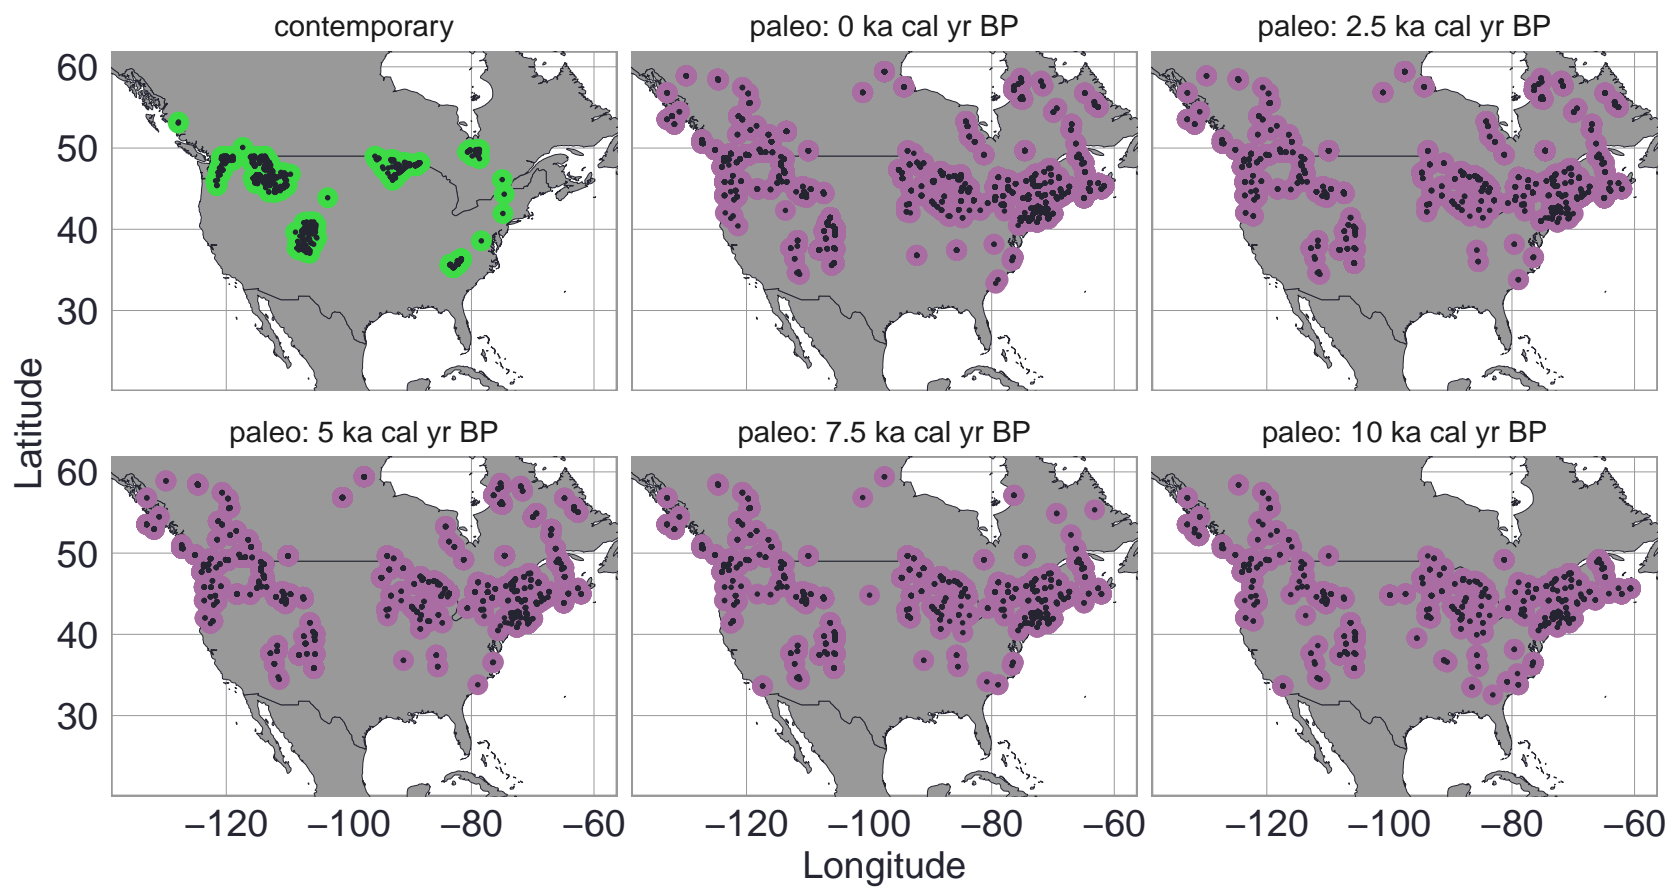 contemporary
paleo: 0 ka cal yr BP
paleo: 2.5 ka cal yr BP
60
50
40
30
Latitude
paleo: 5 ka cal yr BP
paleo: 7.5 ka cal yr BP
paleo: 10 ka cal yr BP
60
50
40
30
−120 −100 −80 −60
−120 −100 −80 −60
−120 −100 −80 −60
Longitude